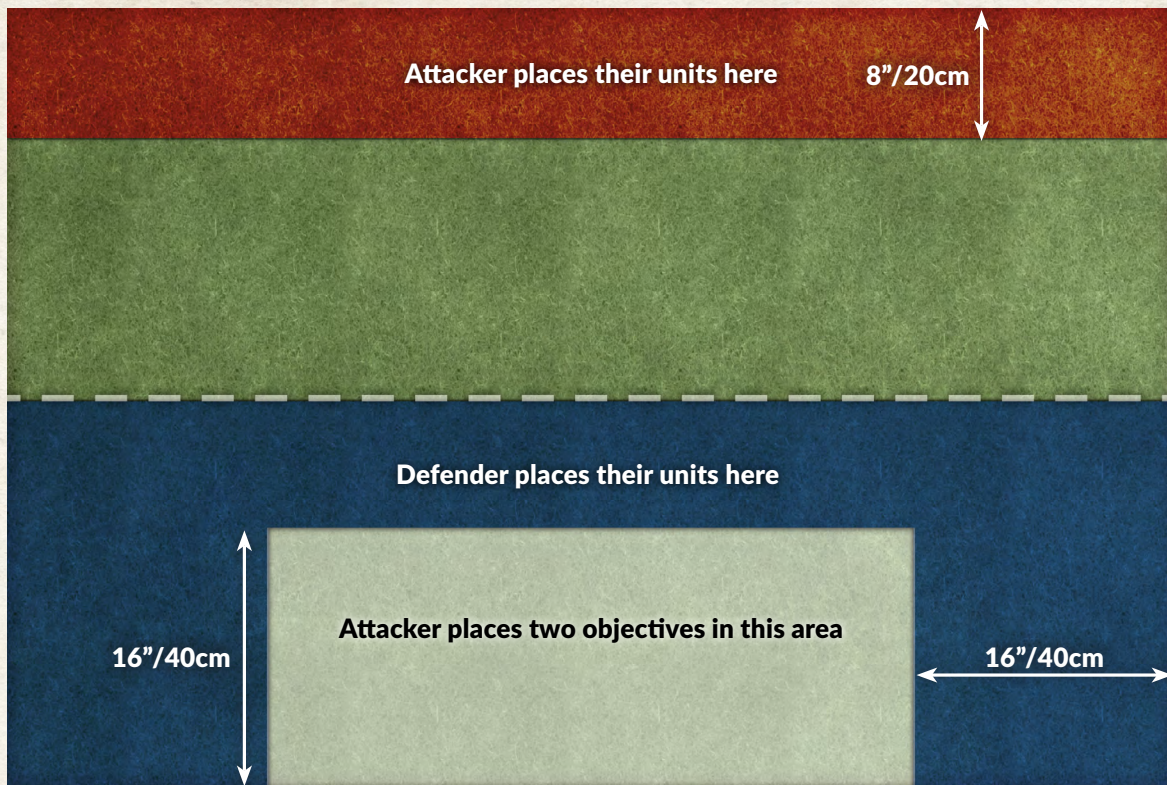 Attacker places their units here
8”/20cm
Defender places their units here
Attacker places two objectives in this area
16”/40cm
16”/40cm